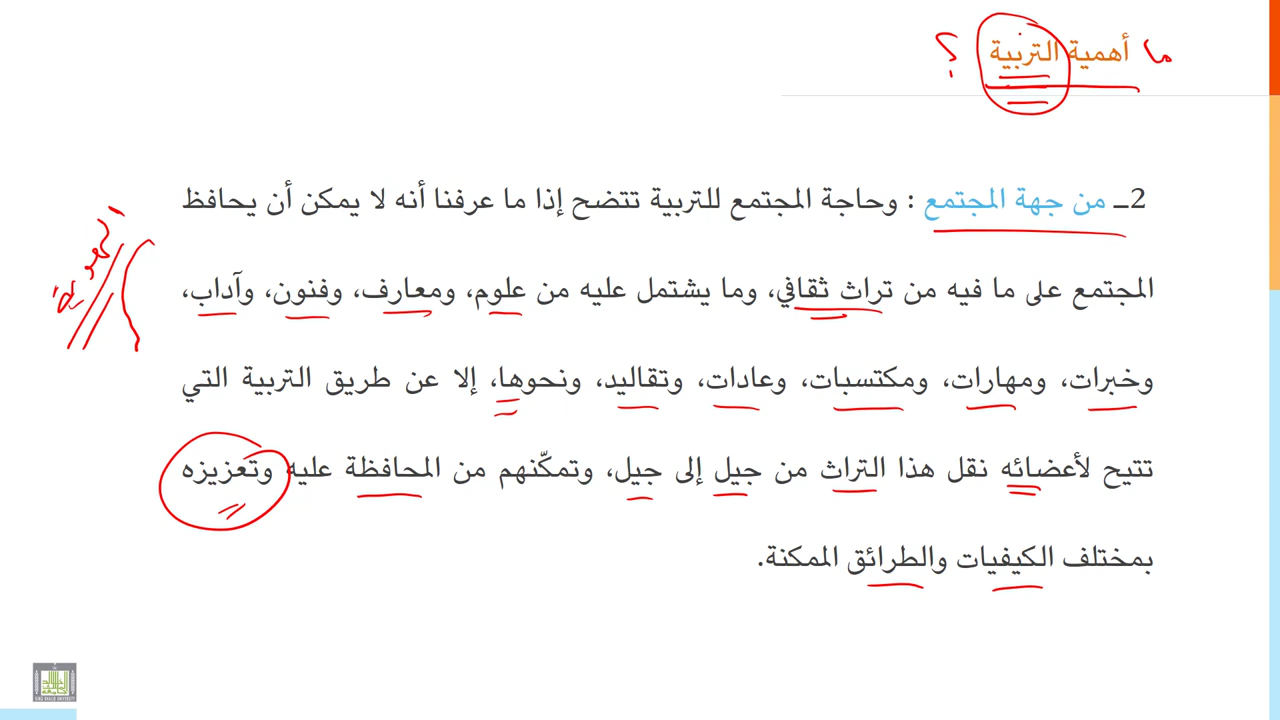 ما أهمية التربية ؟
2ـ من جهة المجتمع : وحاجة المجتمع للتربية تتضح إذا ما عرفنا أنه لا يمكن أن يحافظ
المجتمع على ما فيه من تراث ثقافي، وما يشتمل عليه من علوم، ومعارف، وفنون، وآداب،
وخبرات، ومهارات، ومكتسبات، وعادات، وتقاليد، ونحوها، إلا عن طريق التربية التي
تتيح لأعضائه نقل هذا التراث من جيل إلى جيل، وتمكّنهم من المحافظة عليه وتعزيزه
بمختلف الكيفيات والطرائق الممكنة.